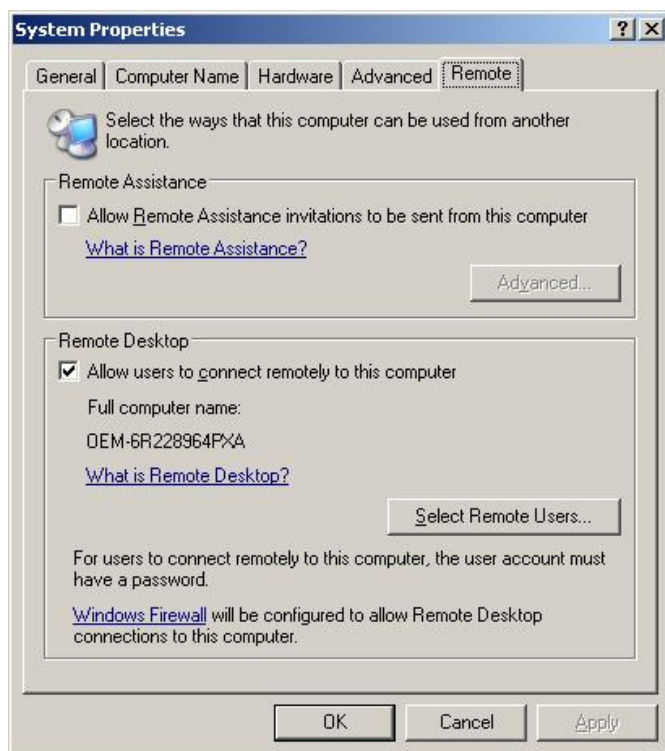 System Properties
General
Computer Name
Hardware
Advanced
Remote
Select the ways that this computer can be used from another
location.
Remote Assistance
Allow Remote Assistance invitations to be sent from this computer
What is Remote Assistance?
Advanced...
Remote Desktop
Allow users to connect remotely to this computer
Full computer name:
OEM-6R228964PXA
What is Remote Desktop?
Select Remote Users...
For users to connect remotely to this computer, the user account must
have a password.
Windows Firewall will be configured to allow Remote Desktop
connections to this computer.
OK
Cancel
Apply